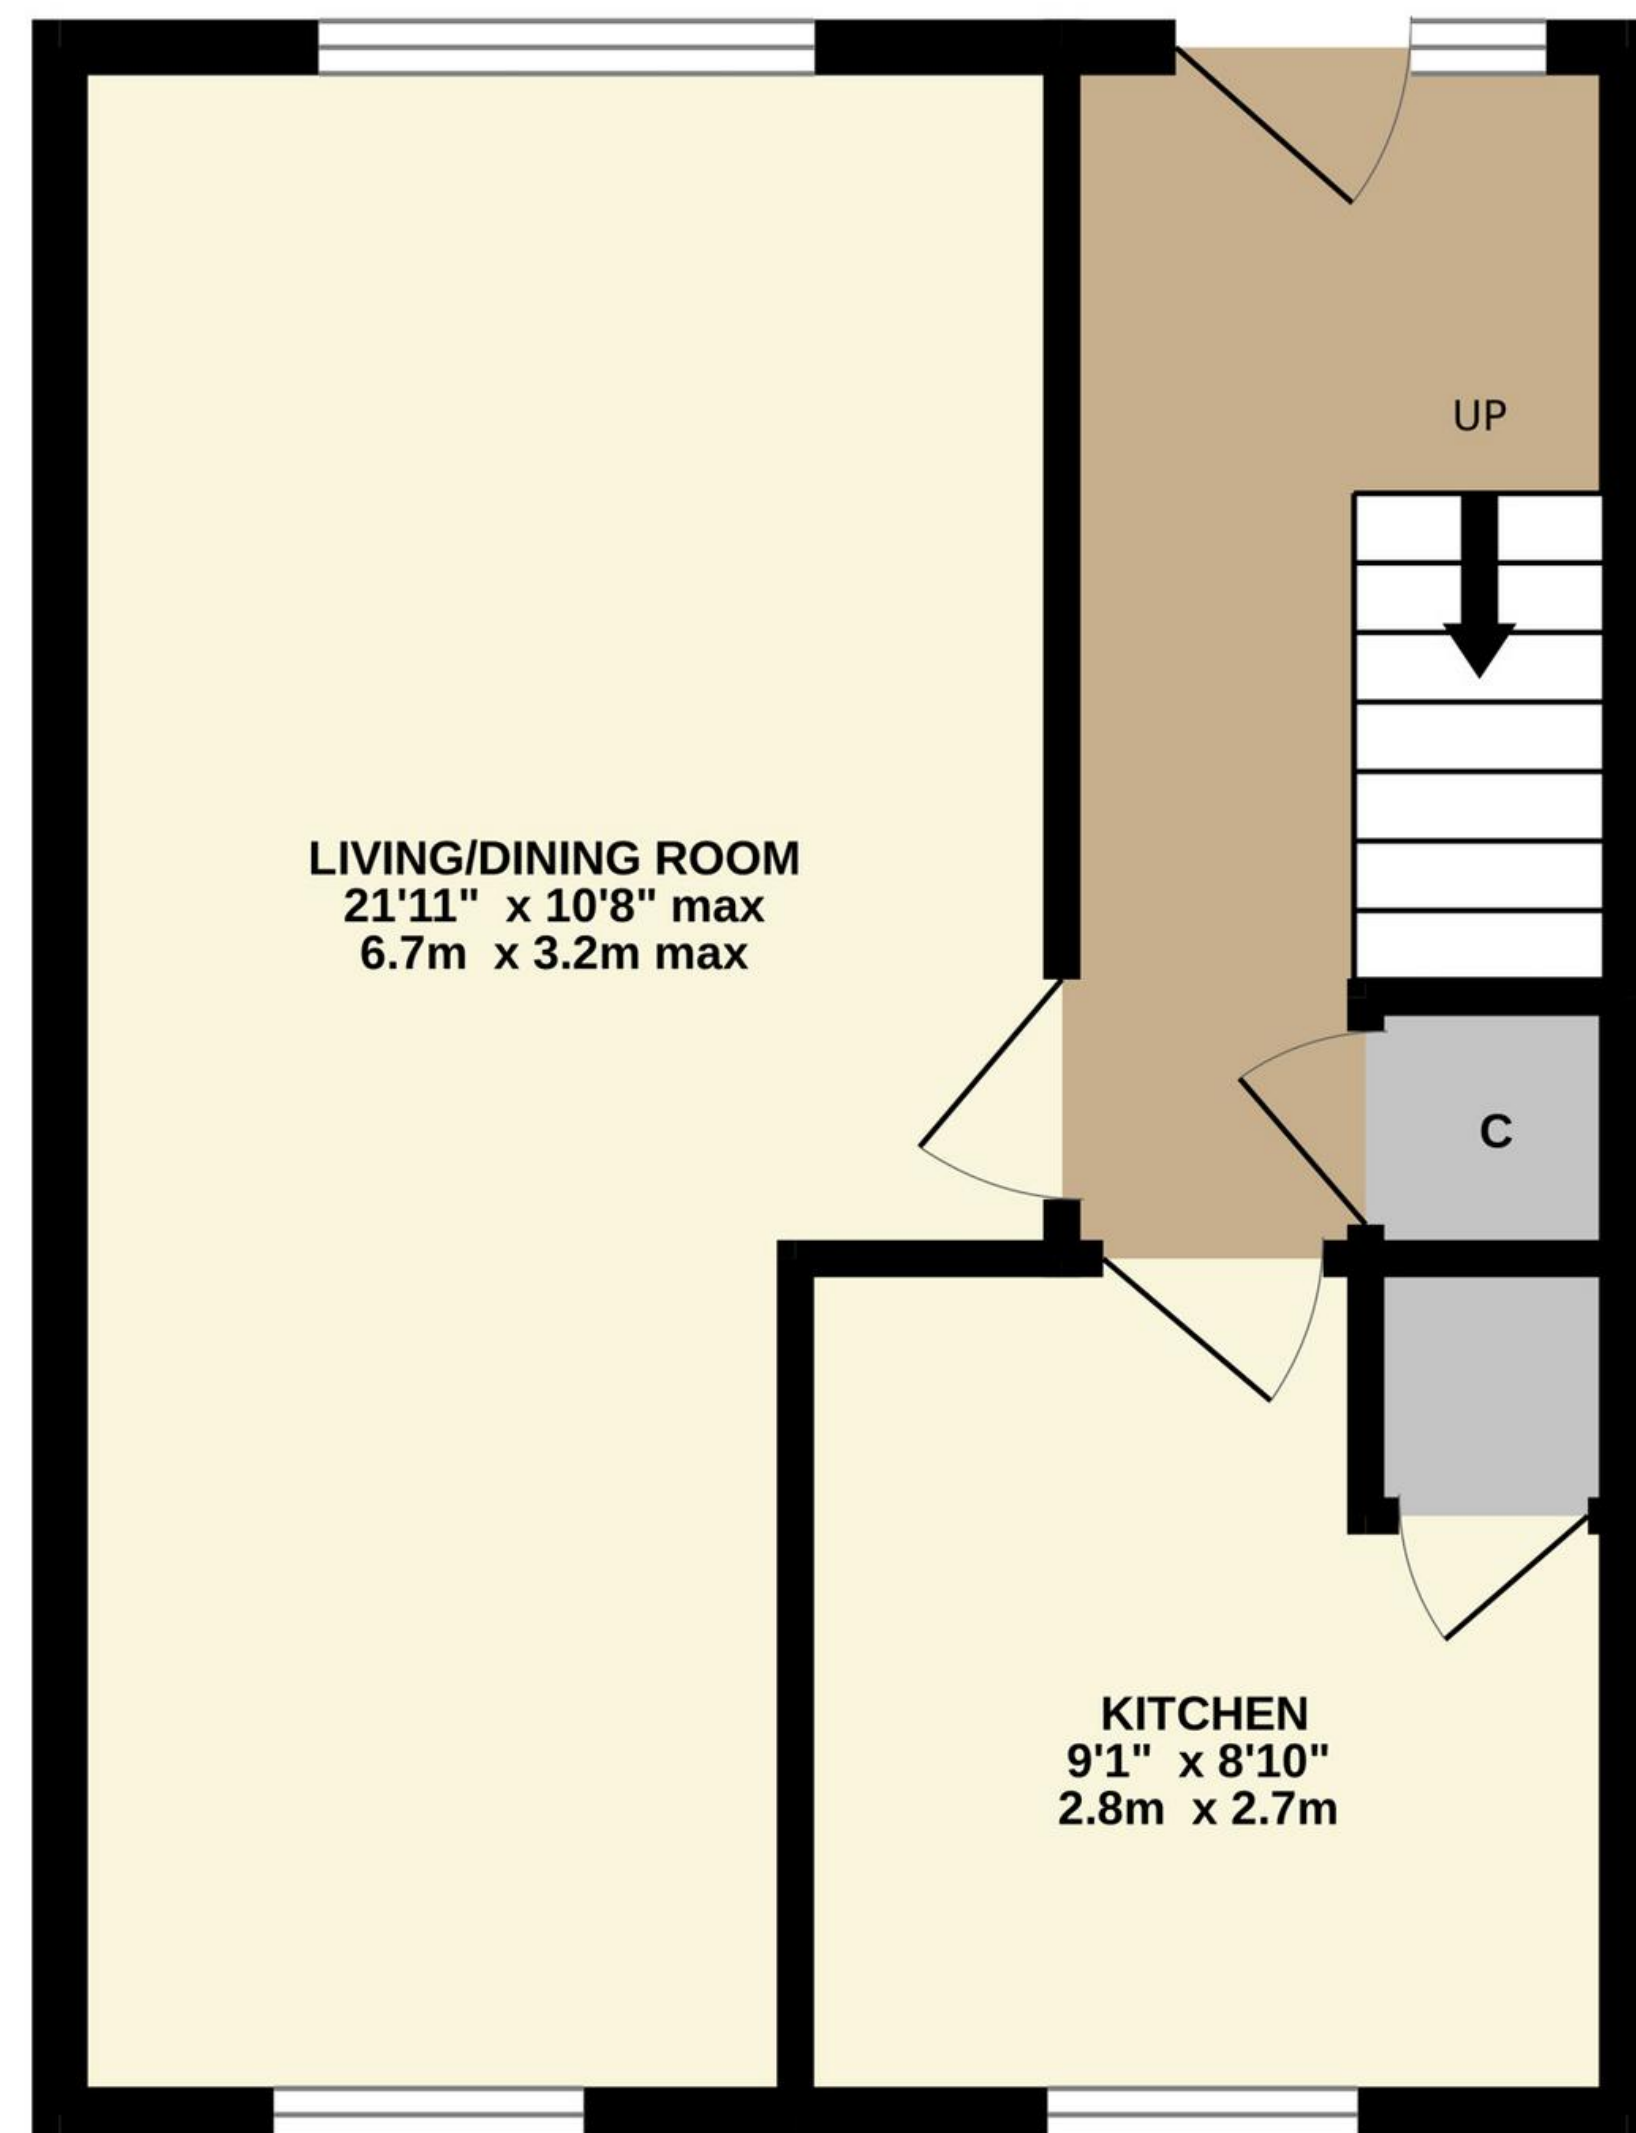 UP
LIVING/DINING ROOM
21'11" x 10'8" max
6.7m x 3.2m max
C
KITCHEN
9'1" x 8'10"
2.8m x 2.7m